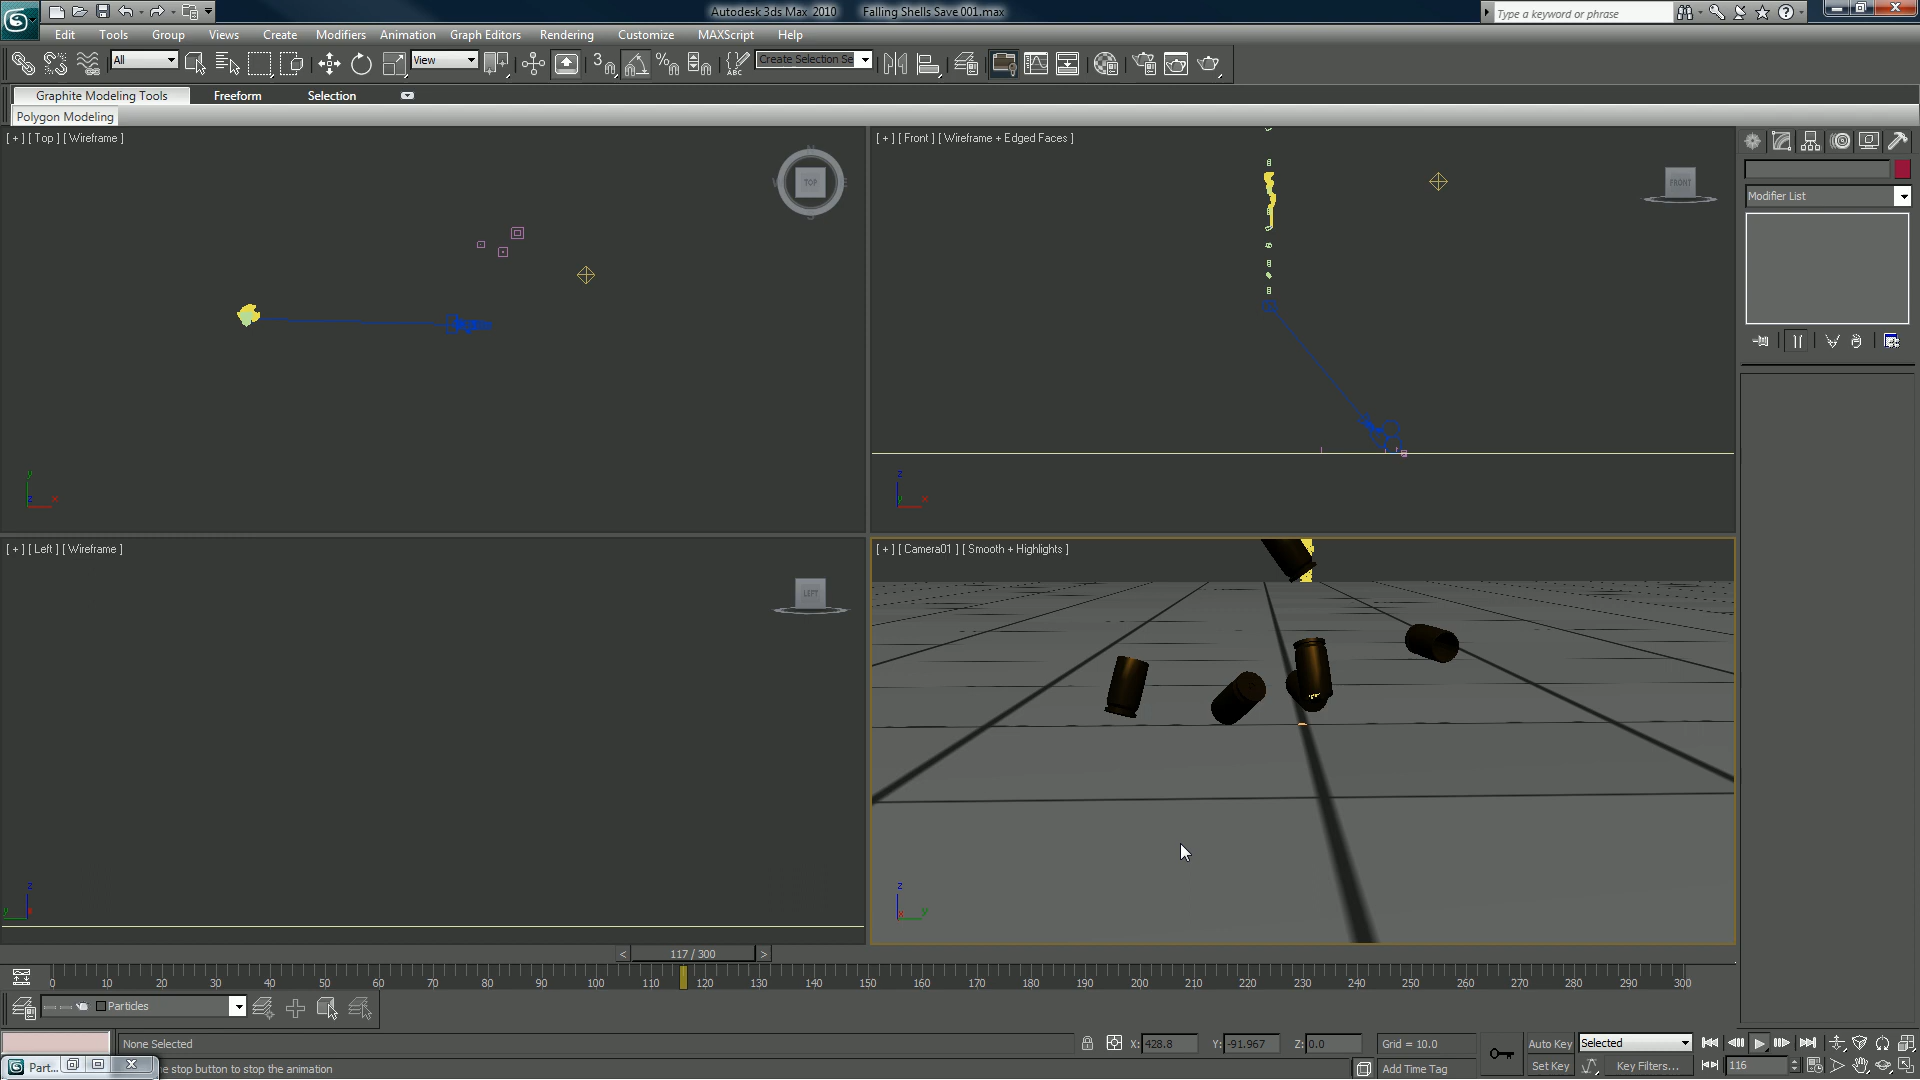 Autodesk 3ds Max 2010 Falling Shells Save 001.max
Type a keyword or phrase
Edit Tools Group Views Create Modifiers Animation Graph Editors Rendering Customize MAXScript Help
All
View
3
ABC
Create Selection Se
Graphite Modeling Tools Freeform Selection
Polygon Modeling
[ + ] [ Top ] [ Wireframe ]
TOP
[ + ] [ Front ] [ Wireframe + Edged Faces ]
FRONT
Modifier List
y
z x
z
y x
[ + ] [ Left ] [ Wireframe ]
LEFT
[ + ] [ Camera01 ] [ Smooth + Highlights ]
z
y x
z
x y
< 117 / 300 >
0 10 20 30 40 50 60 70 80 90 100 110 120 130 140 150 160 170 180 190 200 210 220 230 240 250 260 270 280 290 300
Particles
None Selected
X: 428.8 Y: -91.967 Z: 0.0 Grid = 10.0
Auto Key Selected
Part...
e stop button to stop the animation
Add Time Tag
Set Key Key Filters... 116